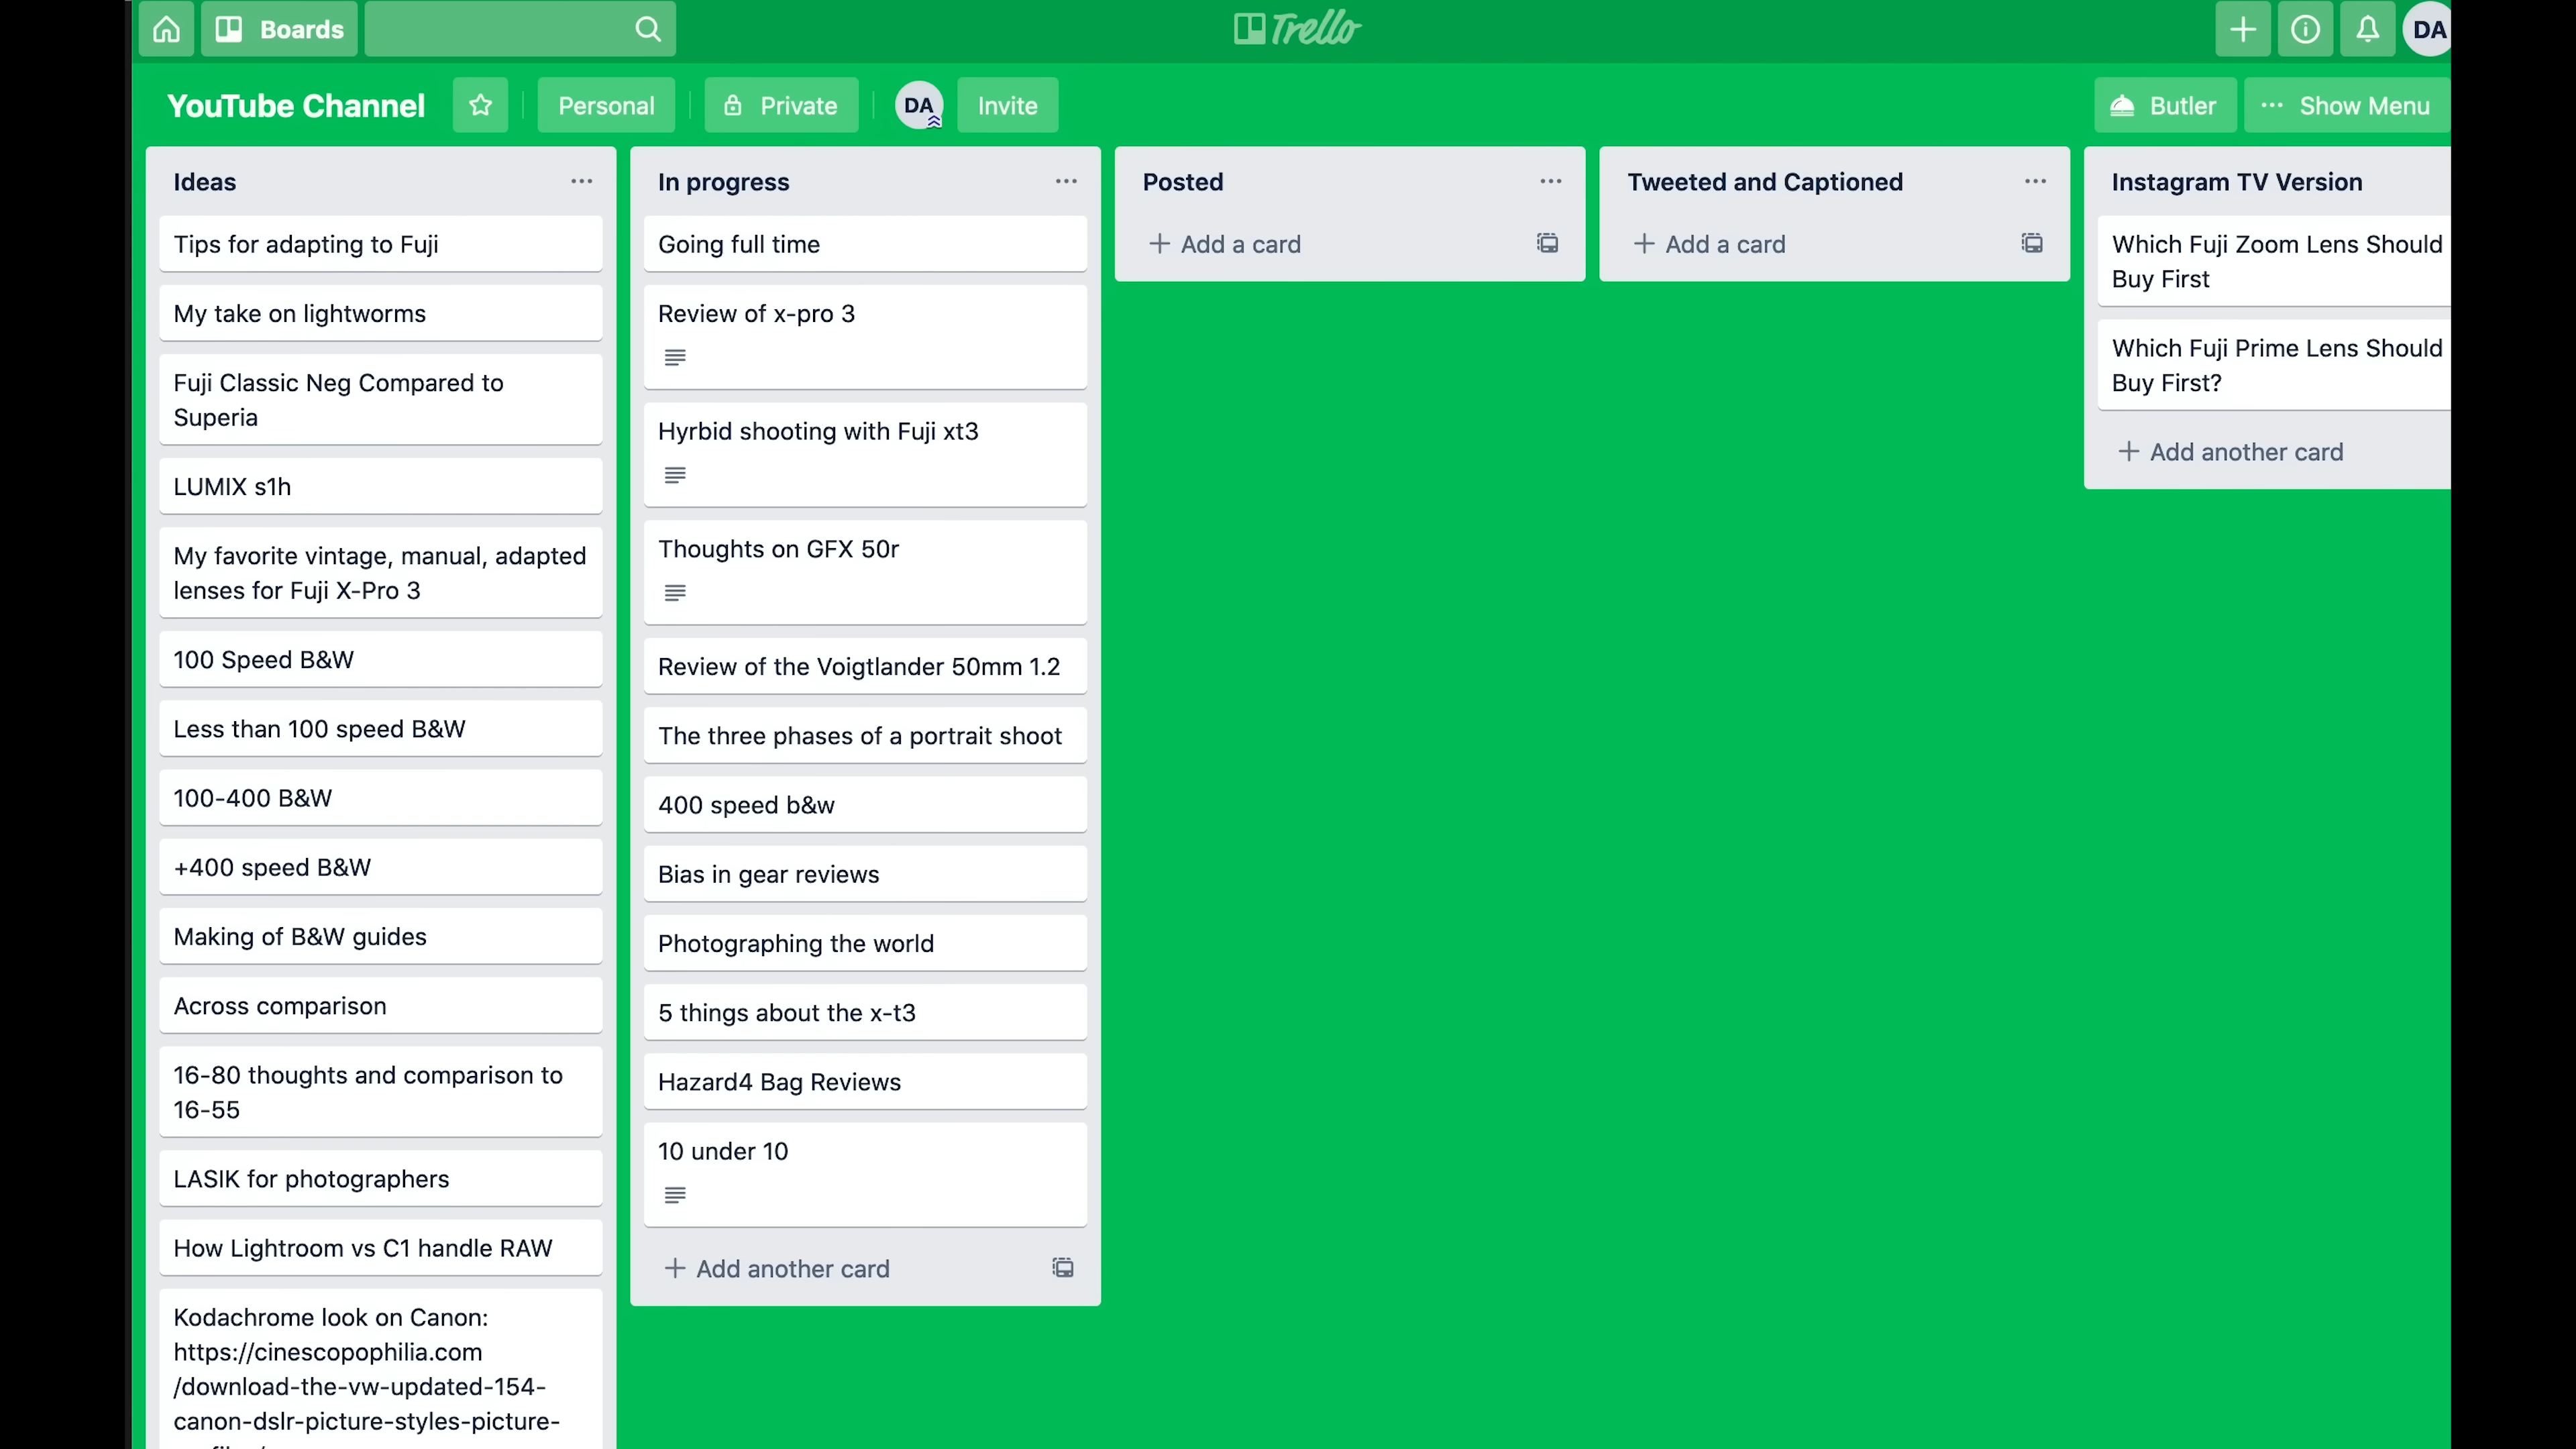 Boards
Trello
DA
YouTube Channel
Personal
Private
DA
Invite
Butler
Show Menu
Ideas
Tips for adapting to Fuji
My take on lightworms
Fuji Classic Neg Compared to
Superia
LUMIX s1h
My favorite vintage, manual, adapted
lenses for Fuji X-Pro 3
100 Speed B&W
Less than 100 speed B&W
100-400 B&W
+400 speed B&W
Making of B&W guides
Across comparison
16-80 thoughts and comparison to
16-55
LASIK for photographers
How Lightroom vs C1 handle RAW
Kodachrome look on Canon:
https://cinescopophilia.com
/download-the-vw-updated-154-
canon-dslr-picture-styles-picture-
In progress
Going full time
Review of x-pro 3
Hyrbid shooting with Fuji xt3
Thoughts on GFX 50r
Review of the Voigtlander 50mm 1.2
The three phases of a portrait shoot
400 speed b&w
Bias in gear reviews
Photographing the world
5 things about the x-t3
Hazard4 Bag Reviews
10 under 10
+ Add another card
Posted
+ Add a card
Tweeted and Captioned
+ Add a card
Instagram TV Version
Which Fuji Zoom Lens Should
Buy First
Which Fuji Prime Lens Should
Buy First?
+ Add another card